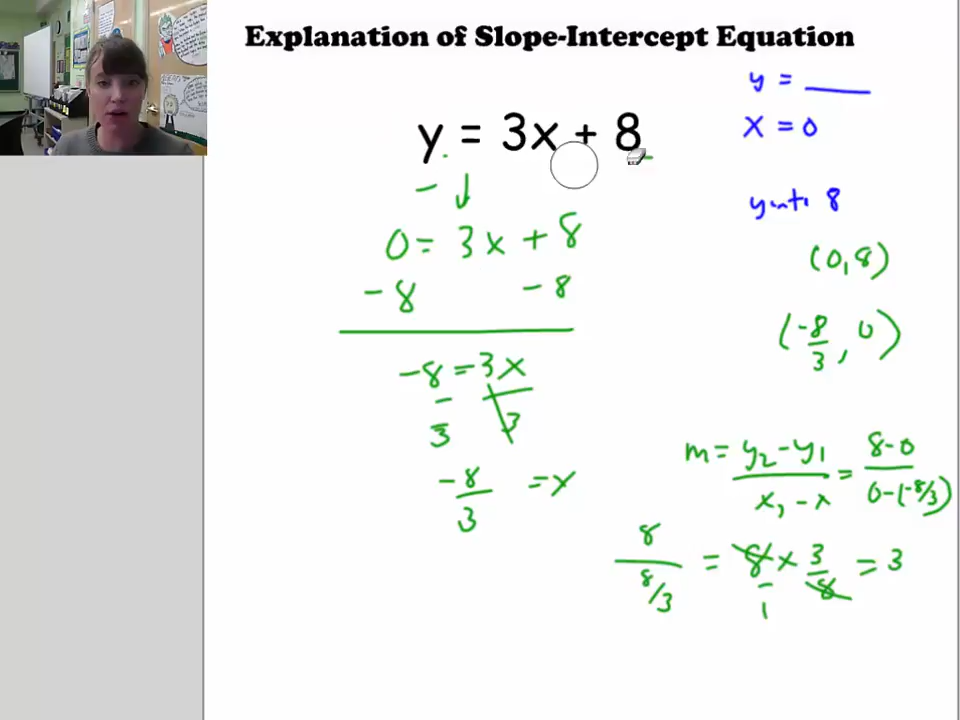 Explanation of Slope-Intercept Equation
y = ___
x = 0
y = 3x + 8
y int. 8
0 = 3x + 8
(0,8)
-8 -8
(-8/3, 0)
-8 = 3x
3 3
m = y2-y1/x2-x = 8-0/0-(-8/3)
-8/3 = x
8/8/3 = 8/1 x 3/8 = 3